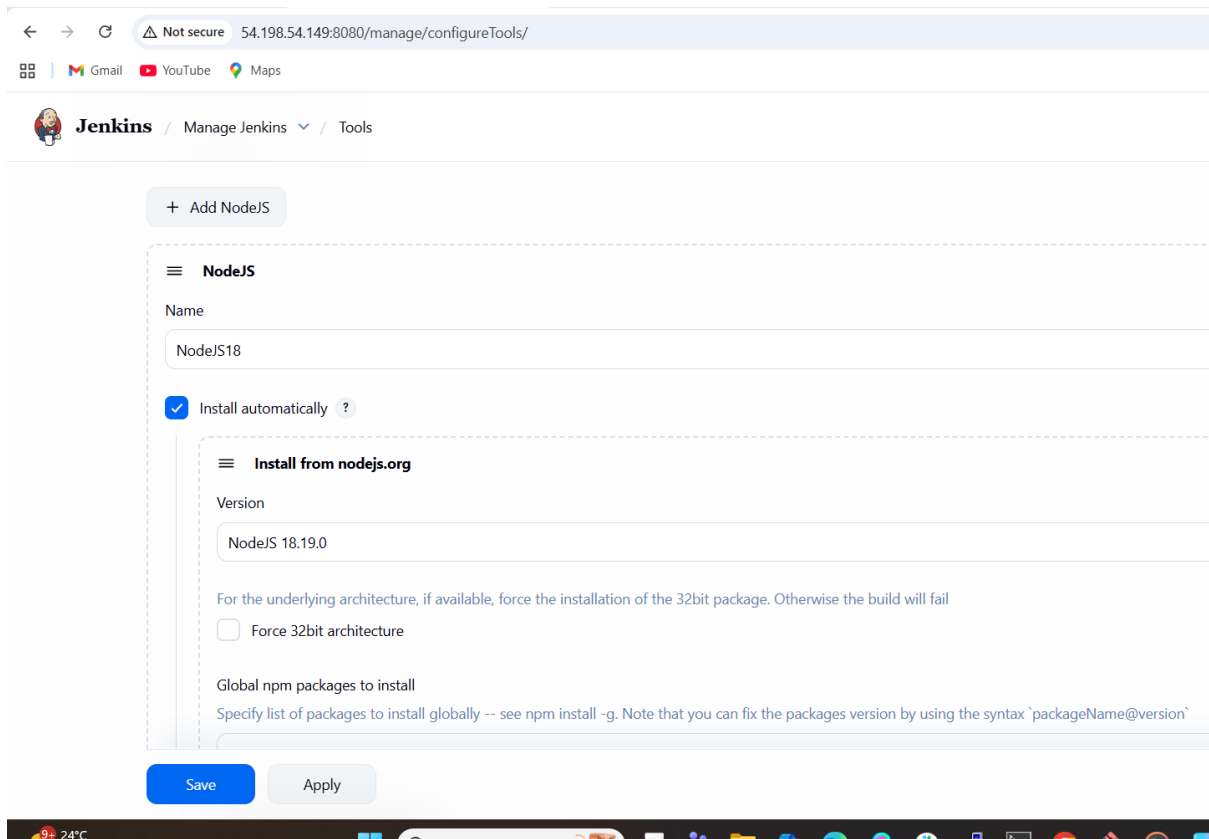 Not secure 54.198.54.149:8080/manage/configureTools/
Gmail YouTube Maps
Jenkins / Manage Jenkins / Tools
+ Add NodeJS
NodeJS
Name
NodeJS18
Install automatically ?
Install from nodejs.org
Version
NodeJS 18.19.0
For the underlying architecture, if available, force the installation of the 32bit package. Otherwise the build will fail
Force 32bit architecture
Global npm packages to install
Specify list of packages to install globally -- see npm install -g. Note that you can fix the packages version by using the syntax `packageName@version`
Save Apply
9+ 24°C